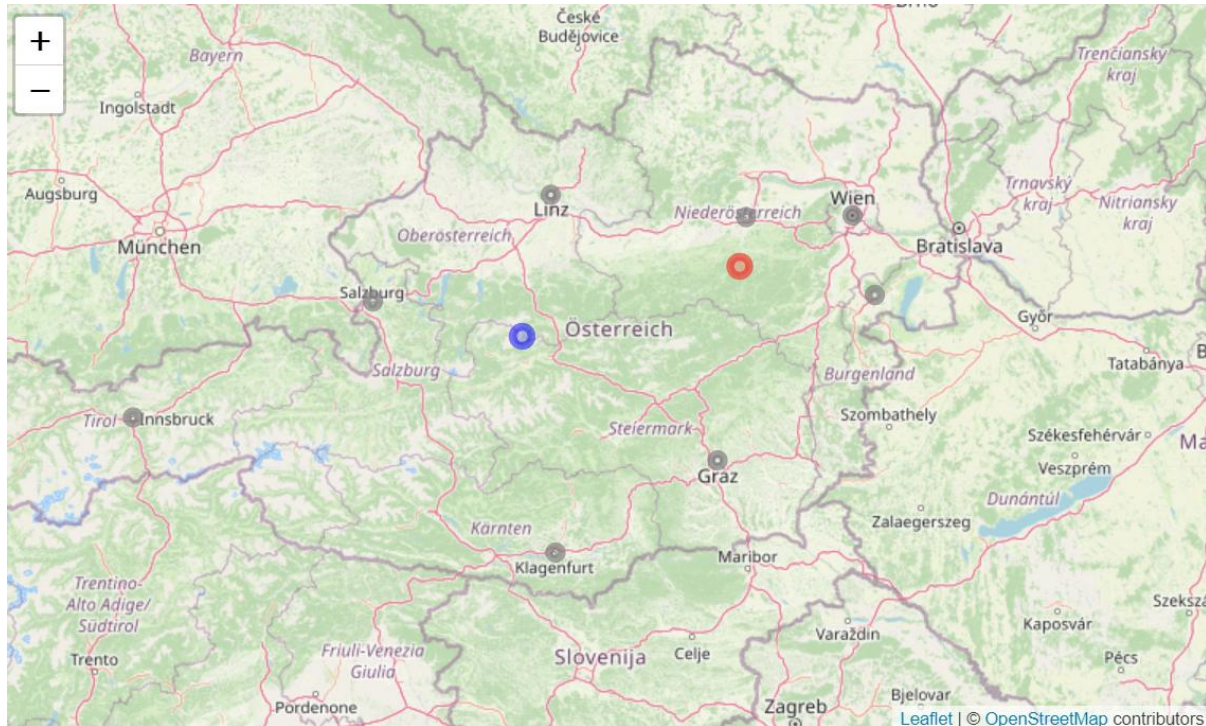 +
−
České
Budějovice
Bayern
Trenčiansky
kraj
Ingolstadt
Augsburg
Trnavský
kraj
Nitriansky
kraj
Wien
Linz
Niederösterreich
Oberösterreich
München
Bratislava
Salzburg
Győr
Österreich
Tatabánya
Salzburg
Burgenland
Szombathely
Tirol
Innsbruck
Steiermark
Székesfehérvár
Veszprém
Graz
Dunántúl
Zalaegerszeg
Kärnten
Klagenfurt
Maribor
Trentino-
Alto Adige/
Südtirol
Kaposvár
Varaždin
Trento
Friuli-Venezia
Giulia
Slovenija
Celje
Pécs
Pordenone
Zagreb
Bjelovar
Leaflet | © OpenStreetMap contributors